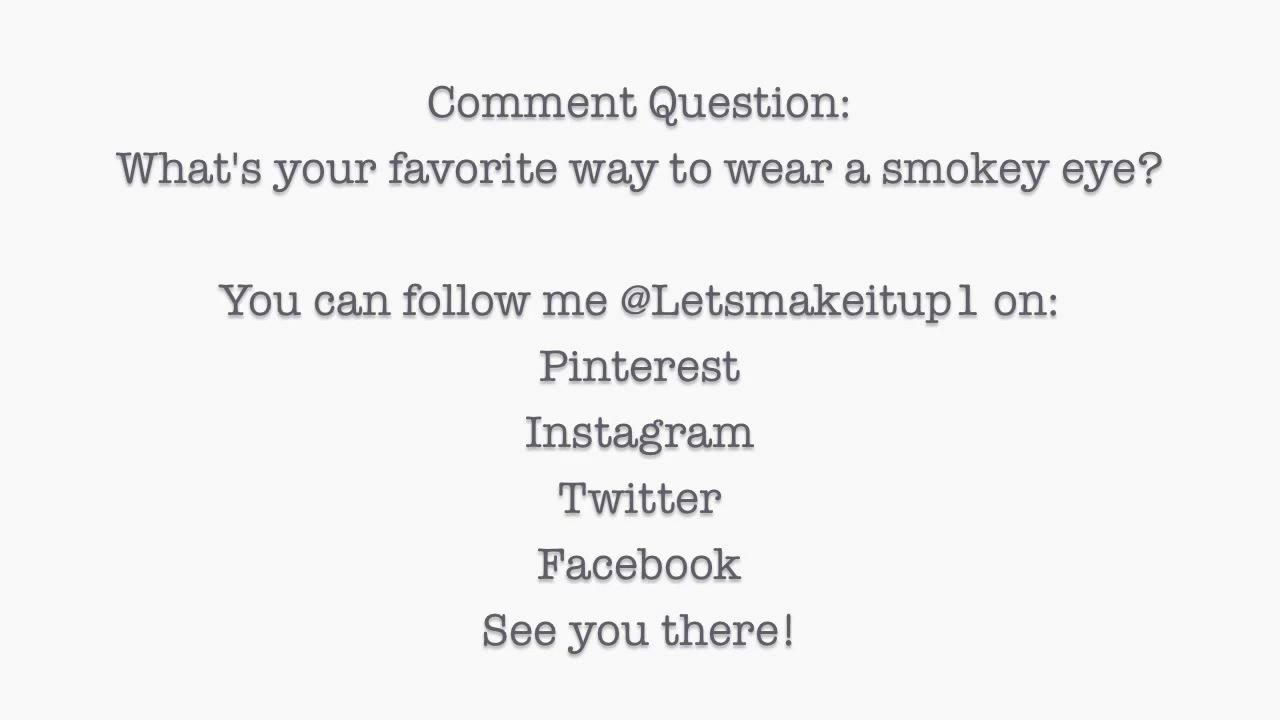 Comment Question:
What's your favorite way to wear a smokey eye?
You can follow me @Letsmakeitup1 on:
Pinterest
Instagram
Twitter
Facebook
See you there!